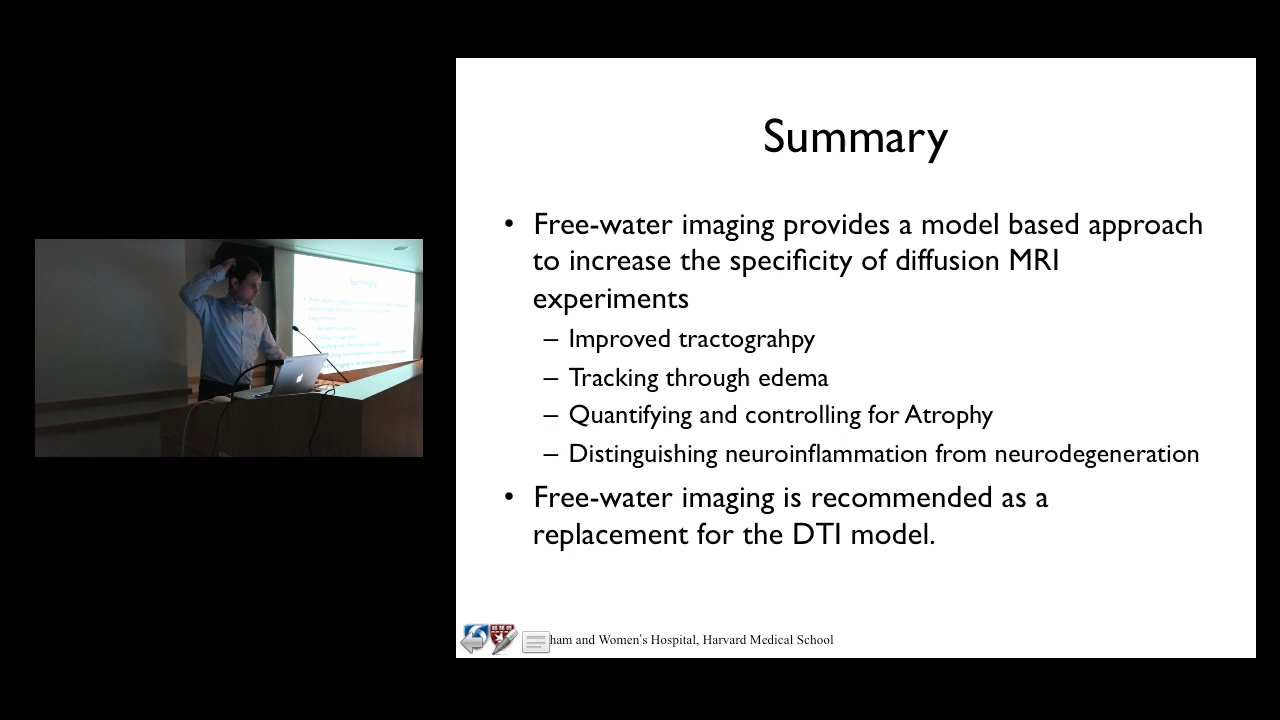 Summary
• Free-water imaging provides a model based approach
to increase the specificity of diffusion MRI
experiments
– Improved tractograhpy
– Tracking through edema
– Quantifying and controlling for Atrophy
– Distinguishing neuroinflammation from neurodegeneration
• Free-water imaging is recommended as a
replacement for the DTI model.
ham and Women's Hospital, Harvard Medical School
Summary